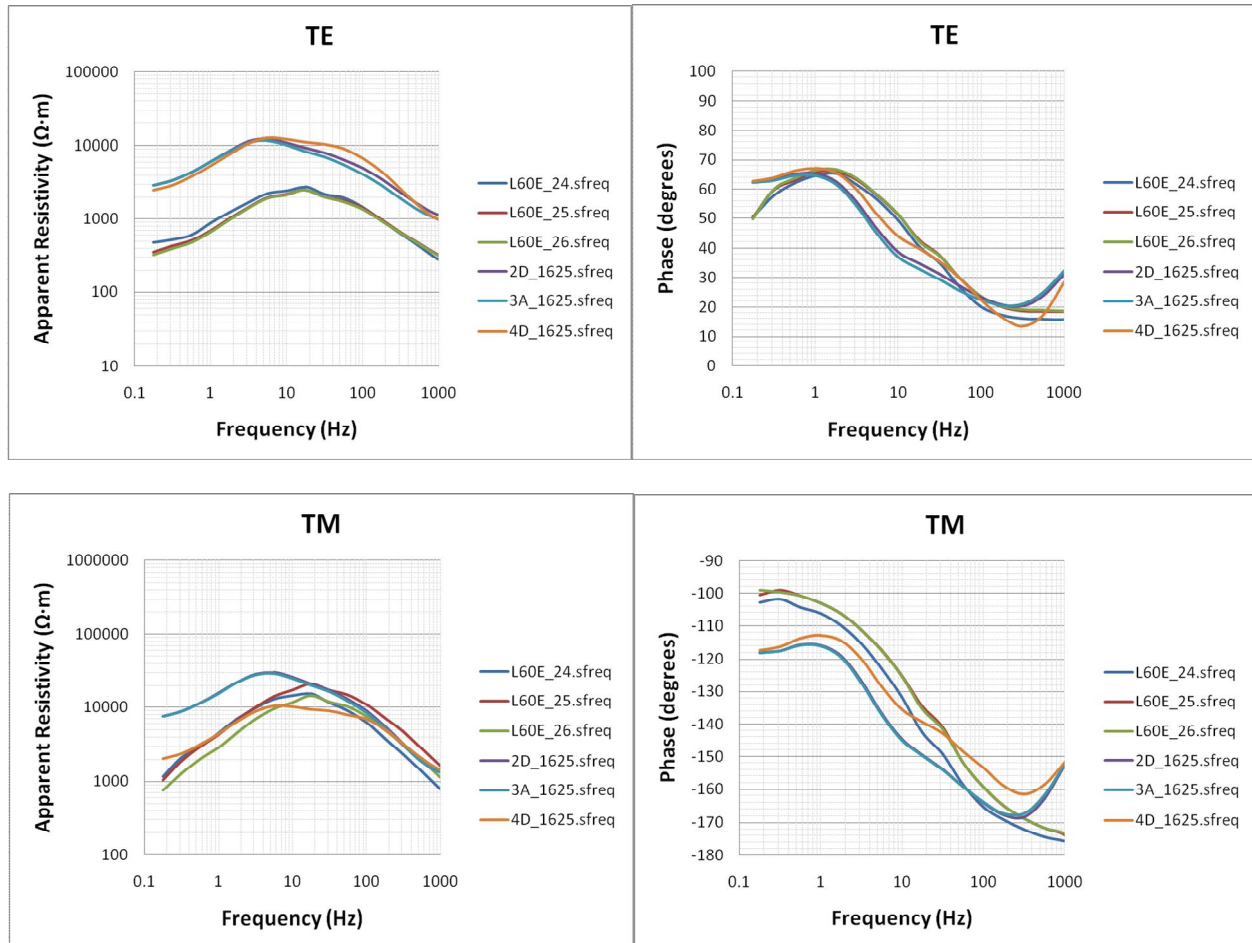 TE
Apparent Resistivity (Ω·m)
100000
10000
1000
100
10
0.1 1 10 100 1000
Frequency (Hz)
L60E_24.sfreq
L60E_25.sfreq
L60E_26.sfreq
2D_1625.sfreq
3A_1625.sfreq
4D_1625.sfreq
TE
Phase (degrees)
100
90
80
70
60
50
40
30
20
10
0
0.1 1 10 100 1000
Frequency (Hz)
L60E_24.sfreq
L60E_25.sfreq
L60E_26.sfreq
2D_1625.sfreq
3A_1625.sfreq
4D_1625.sfreq
TM
Apparent Resistivity (Ω·m)
1000000
100000
10000
1000
100
0.1 1 10 100 1000
Frequency (Hz)
L60E_24.sfreq
L60E_25.sfreq
L60E_26.sfreq
2D_1625.sfreq
3A_1625.sfreq
4D_1625.sfreq
TM
Phase (degrees)
-90
-100
-110
-120
-130
-140
-150
-160
-170
-180
0.1 1 10 100 1000
Frequency (Hz)
L60E_24.sfreq
L60E_25.sfreq
L60E_26.sfreq
2D_1625.sfreq
3A_1625.sfreq
4D_1625.sfreq